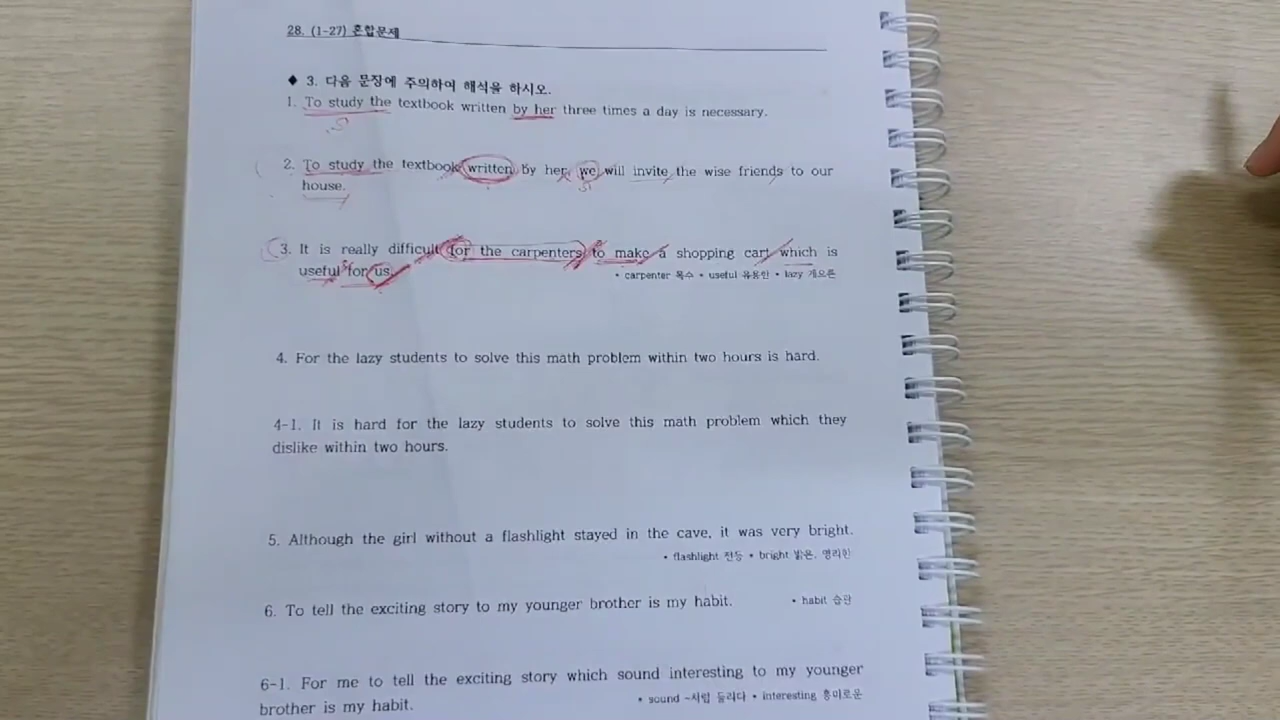 28. (1-27) 혼합문제
◆ 3. 다음 문장에 주의하여 해석을 하시오.
1. To study the textbook written by her three times a day is necessary.
S
2. To study the textbook written by her, we will invite the wise friends to our
house.
S
3. It is really difficult for the carpenters to make a shopping cart which is
useful for us.
• carpenter 목수 • useful 유용한 • lazy 게으른
4. For the lazy students to solve this math problem within two hours is hard.
4-1. It is hard for the lazy students to solve this math problem which they
dislike within two hours.
5. Although the girl without a flashlight stayed in the cave, it was very bright.
• flashlight 전등 • bright 밝은, 영리한
6. To tell the exciting story to my younger brother is my habit.
• habit 습관
6-1. For me to tell the exciting story which sound interesting to my younger
brother is my habit.
• sound ~처럼 들리다 • interesting 흥미로운